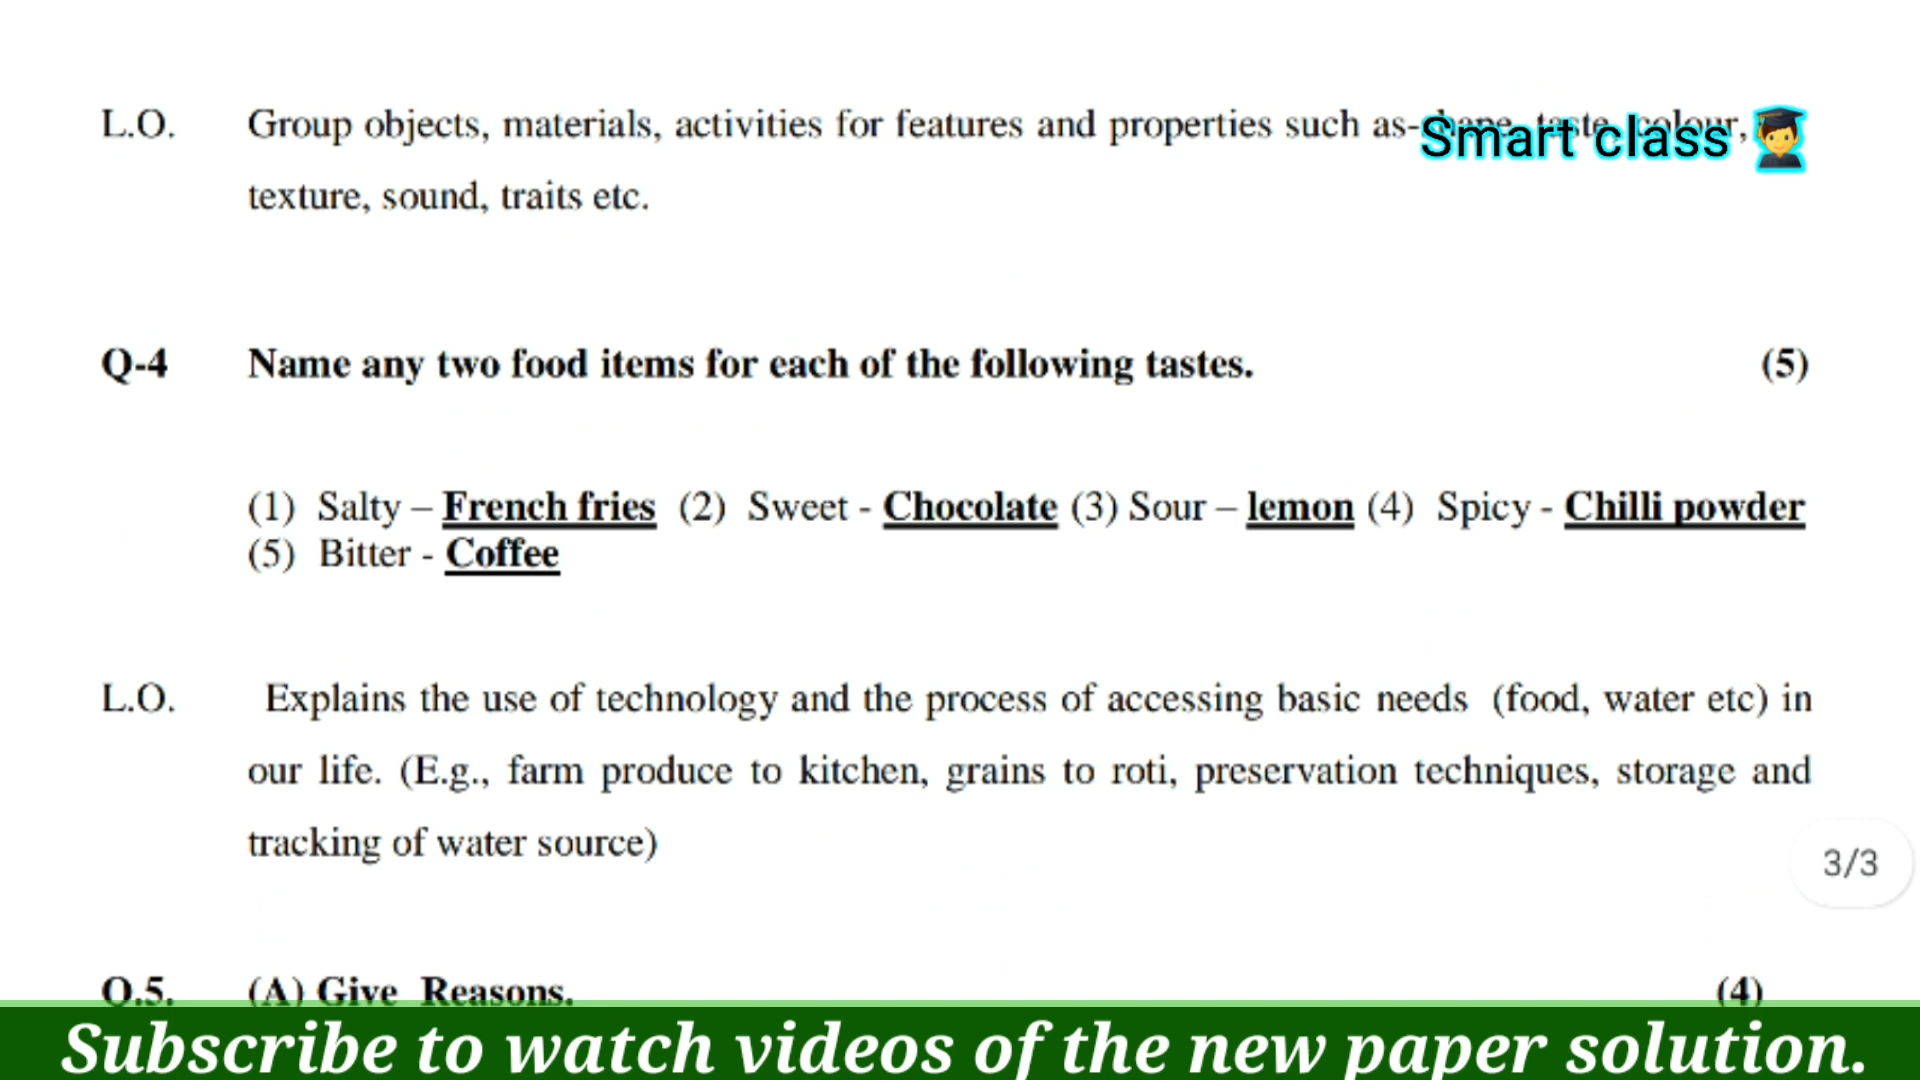 L.O. Group objects, materials, activities for features and properties such as-shape, taste, colour,
Smart class
texture, sound, traits etc.
Q-4 Name any two food items for each of the following tastes. (5)
(1) Salty – French fries (2) Sweet - Chocolate (3) Sour – lemon (4) Spicy - Chilli powder
(5) Bitter - Coffee
L.O. Explains the use of technology and the process of accessing basic needs (food, water etc) in
our life. (E.g., farm produce to kitchen, grains to roti, preservation techniques, storage and
tracking of water source)
3/3
Q.5. (A) Give Reasons. (4)
Subscribe to watch videos of the new paper solution.